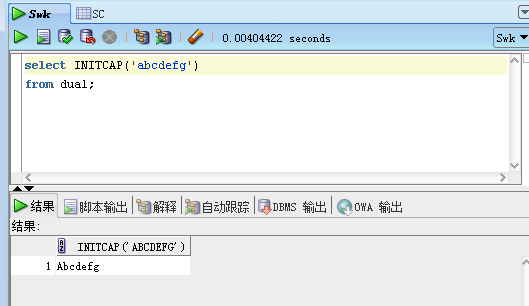 Swk SC
0.00404422 seconds Swk
select INITCAP('abcdefg')
from dual;
结果 脚本输出 解释 自动跟踪 DBMS 输出 OWA 输出
结果:
INITCAP('ABCDEFG')
1 Abcdefg